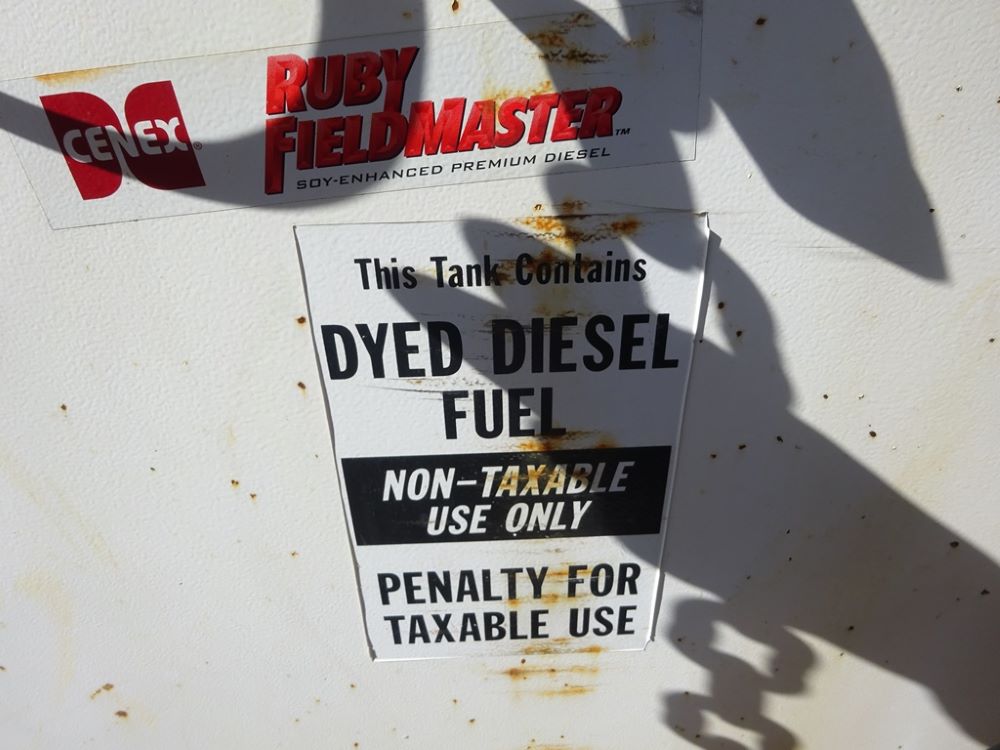 CENEX®
RUBY
FIELDMASTER™
SOY-ENHANCED PREMIUM DIESEL
This Tank Contains
DYED DIESEL
FUEL
NON-TAXABLE
USE ONLY
PENALTY FOR
TAXABLE USE